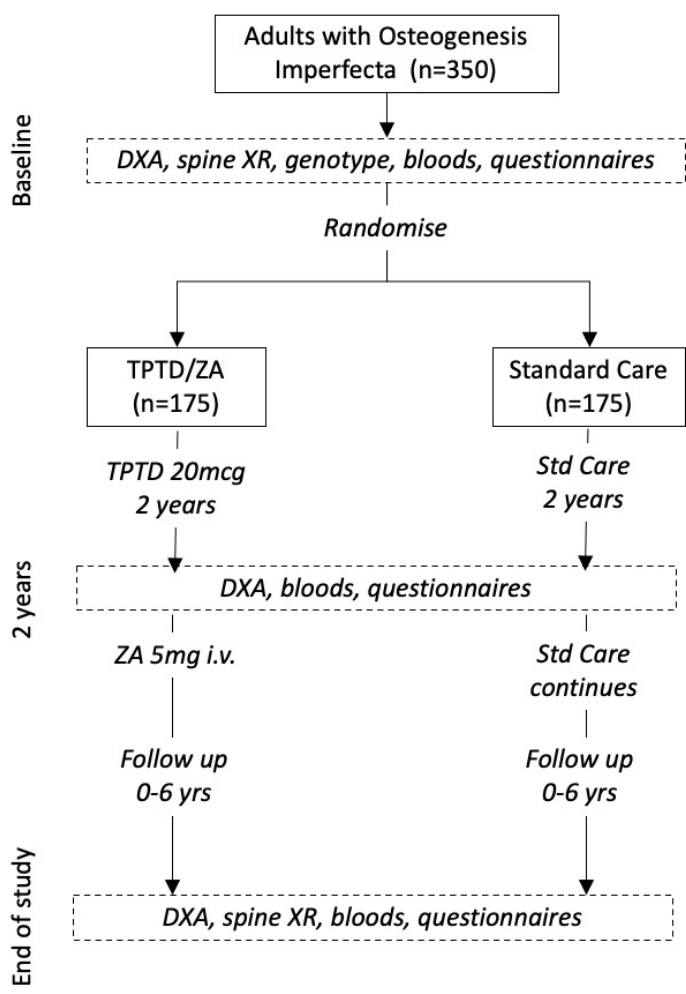 Adults with Osteogenesis
Imperfecta (n=350)
Baseline
DXA, spine XR, genotype, bloods, questionnaires
Randomise
TPTD/ZA
(n=175)
Standard Care
(n=175)
TPTD 20mcg
2 years
Std Care
2 years
2 years
DXA, bloods, questionnaires
ZA 5mg i.v.
Std Care
continues
Follow up
0-6 yrs
Follow up
0-6 yrs
End of study
DXA, spine XR, bloods, questionnaires